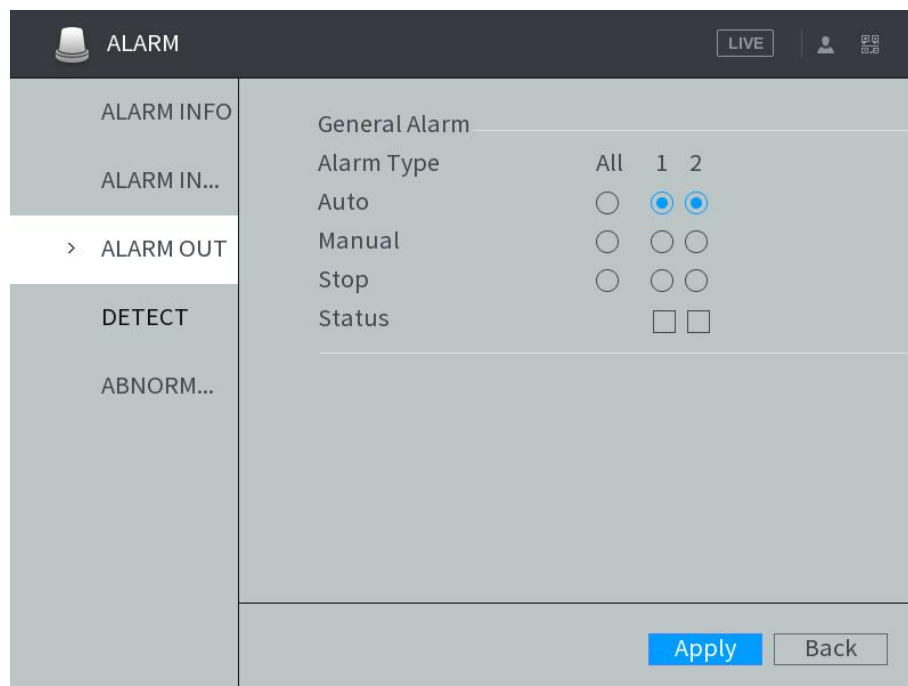 ALARM
LIVE
ALARM INFO
ALARM IN...
ALARM OUT
DETECT
ABNORM...
General Alarm
Alarm Type All 1 2
Auto
Manual
Stop
Status
Apply
Back